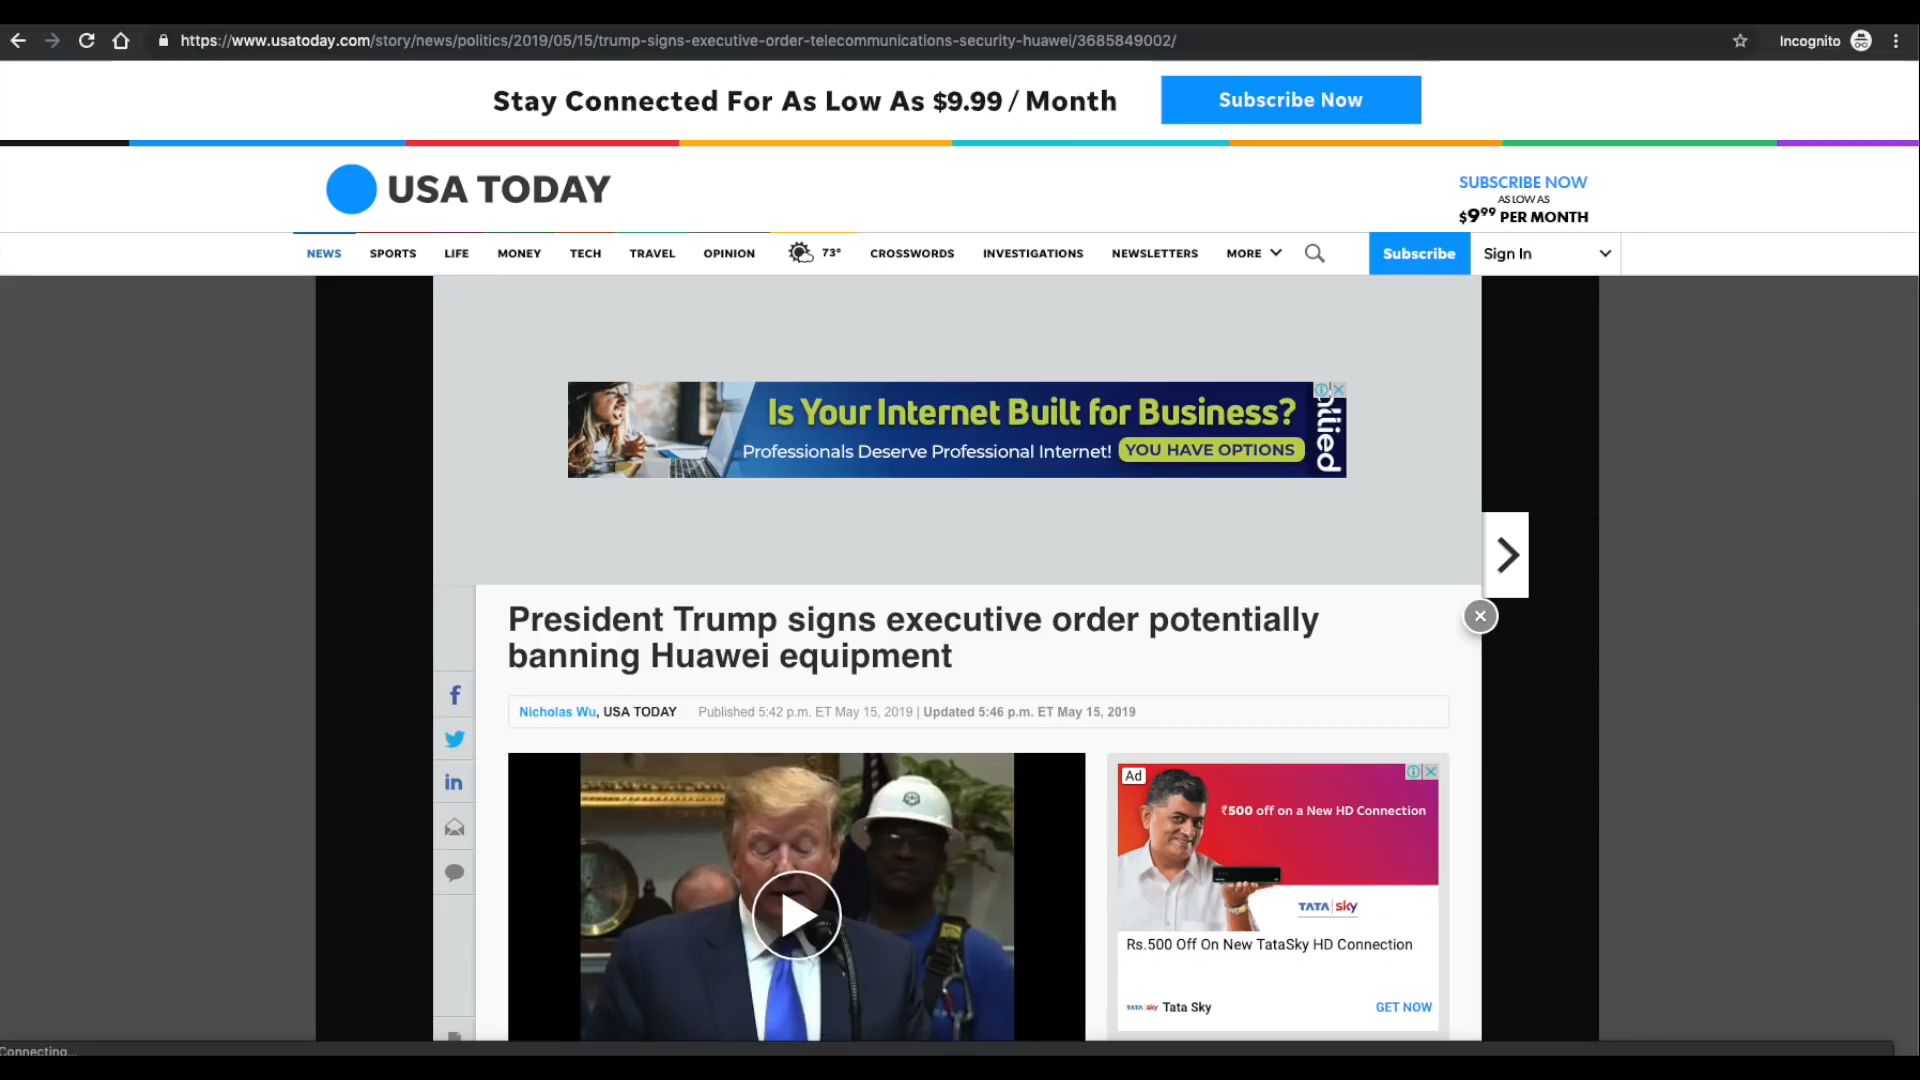 https://www.usatoday.com/story/news/politics/2019/05/15/trump-signs-executive-order-telecommunications-security-huawei/3685849002/
Incognito
Stay Connected For As Low As $9.99 / Month
Subscribe Now
USA TODAY
SUBSCRIBE NOW
AS LOW AS
$9.99 PER MONTH
NEWS SPORTS LIFE MONEY TECH TRAVEL OPINION 73° CROSSWORDS INVESTIGATIONS NEWSLETTERS MORE Subscribe Sign In
Is Your Internet Built for Business?
Professionals Deserve Professional Internet! YOU HAVE OPTIONS
allied
President Trump signs executive order potentially
banning Huawei equipment
Nicholas Wu, USA TODAY Published 5:42 p.m. ET May 15, 2019 | Updated 5:46 p.m. ET May 15, 2019
Ad
₹500 off on a New HD Connection
TATA sky
Rs.500 Off On New TataSky HD Connection
TATA sky Tata Sky GET NOW
Connecting...